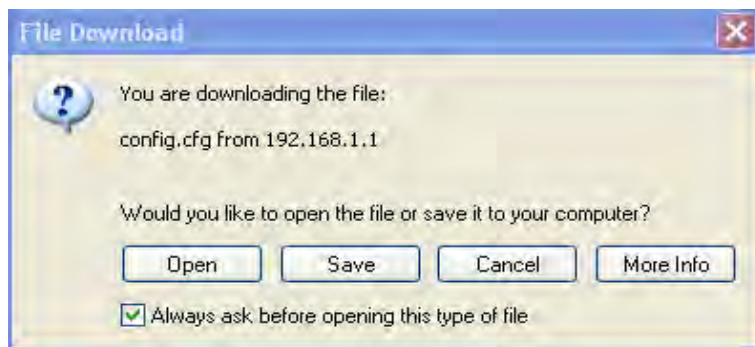 File Download
You are downloading the file:
config.cfg from 192.168.1.1
Would you like to open the file or save it to your computer?
Open Save Cancel More Info
Always ask before opening this type of file